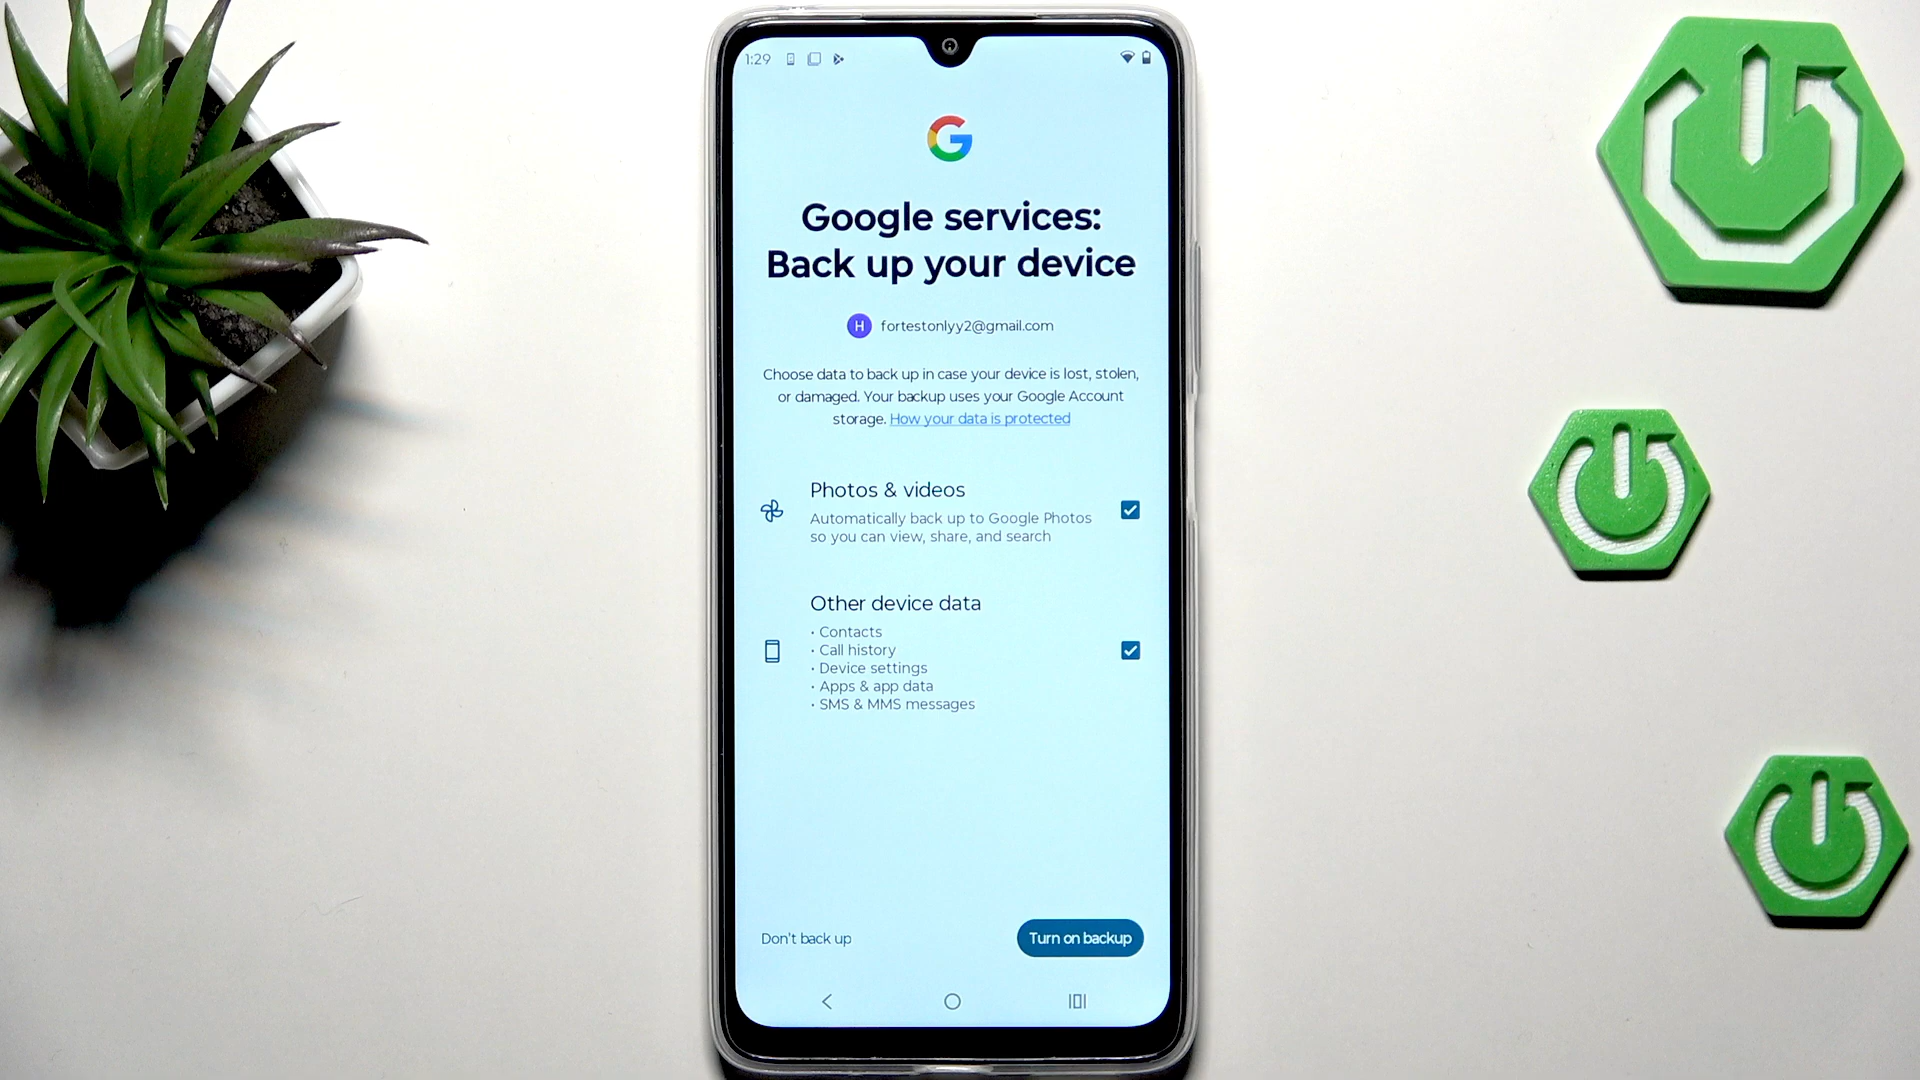 1:29
Google services:
Back up your device
H fortestonlyy2@gmail.com
Choose data to back up in case your device is lost, stolen,
or damaged. Your backup uses your Google Account
storage. How your data is protected
Photos & videos
Automatically back up to Google Photos
so you can view, share, and search
Other device data
· Contacts
· Call history
· Device settings
· Apps & app data
· SMS & MMS messages
Don't back up
Turn on backup